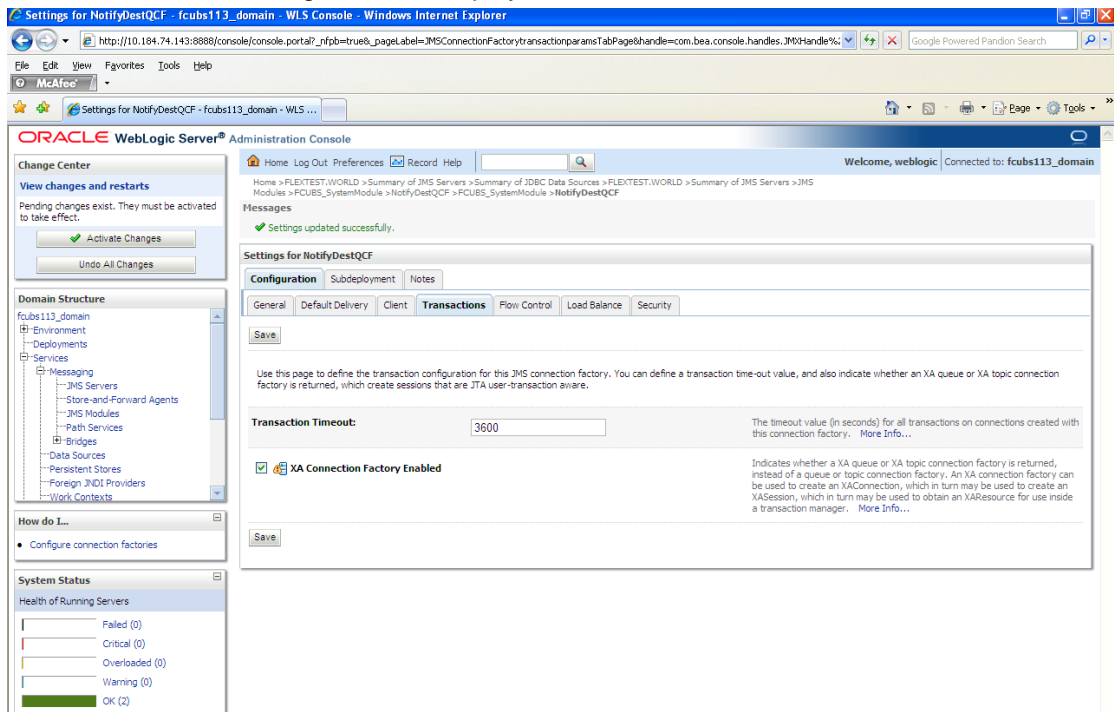 Settings for NotifyDestQCF - fcubs113_domain - WLS Console - Windows Internet Explorer
http://10.184.74.143:8888/console/console.portal?_nfpb=true&_pageLabel=JMSConnectionFactorytransactionparamsTabPage&handle=com.bea.console.handles.JMXHandle%
Google Powered Pandion Search
File Edit View Favorites Tools Help
McAfee
Settings for NotifyDestQCF - fcubs113_domain - WLS ...
Page Tools
ORACLE WebLogic Server® Administration Console
Change Center
View changes and restarts
Pending changes exist. They must be activated
to take effect.
Activate Changes
Undo All Changes
Domain Structure
fcubs113_domain
Environment
Deployments
Services
Messaging
JMS Servers
Store-and-Forward Agents
JMS Modules
Path Services
Bridges
Data Sources
Persistent Stores
Foreign JNDI Providers
Work Contexts
How do I...
Configure connection factories
System Status
Health of Running Servers
Failed (0)
Critical (0)
Overloaded (0)
Warning (0)
OK (2)
Home Log Out Preferences Record Help
Welcome, weblogic Connected to: fcubs113_domain
Home >FLEXTEST.WORLD >Summary of JMS Servers >Summary of JDBC Data Sources >FLEXTEST.WORLD >Summary of JMS Servers >JMS
Modules >FCUBS_SystemModule >NotifyDestQCF >FCUBS_SystemModule >NotifyDestQCF
Messages
Settings updated successfully.
Settings for NotifyDestQCF
Configuration Subdeployment Notes
General Default Delivery Client Transactions Flow Control Load Balance Security
Save
Use this page to define the transaction configuration for this JMS connection factory. You can define a transaction time-out value, and also indicate whether an XA queue or XA topic connection
factory is returned, which create sessions that are JTA user-transaction aware.
Transaction Timeout: 3600
The timeout value (in seconds) for all transactions on connections created with
this connection factory. More Info...
XA Connection Factory Enabled
Indicates whether a XA queue or XA topic connection factory is returned,
instead of a queue or topic connection factory. An XA connection factory can
be used to create an XAConnection, which in turn may be used to create an
XASession, which in turn may be used to obtain an XAResource for use inside
a transaction manager. More Info...
Save